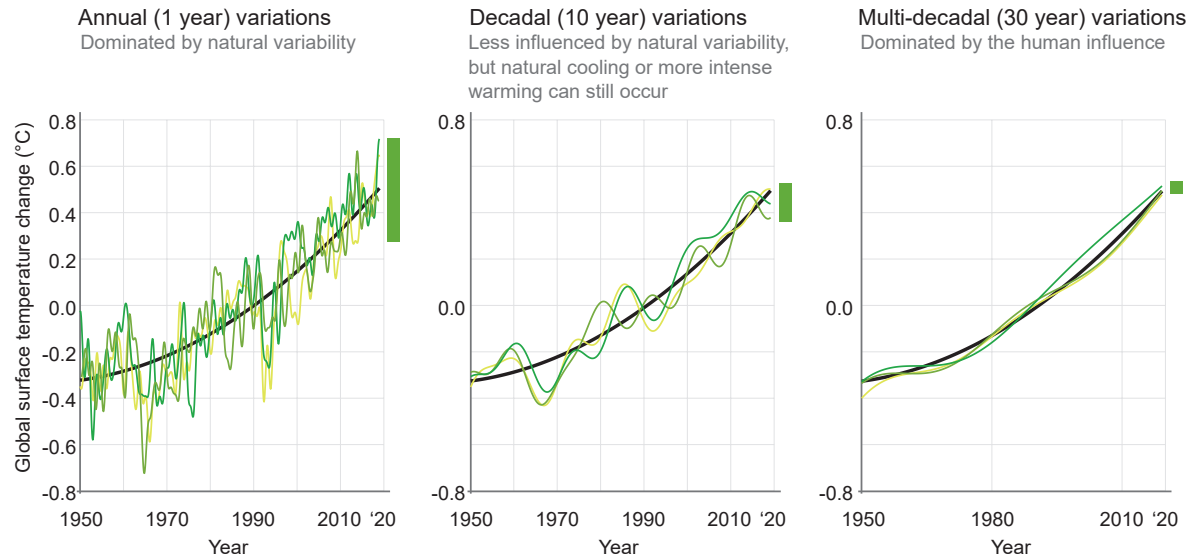 Annual (1 year) variations
Dominated by natural variability
Decadal (10 year) variations
Less influenced by natural variability,
but natural cooling or more intense
warming can still occur
Multi-decadal (30 year) variations
Dominated by the human influence
Global surface temperature change (°C)
0.8
0.6
0.4
0.2
0.0
-0.2
-0.4
-0.6
-0.8
1950 1970 1990 2010 '20
Year
0.8
0.0
-0.8
1950 1970 1990 2010 '20
Year
0.8
0.0
-0.8
1950 1980 2010 '20
Year